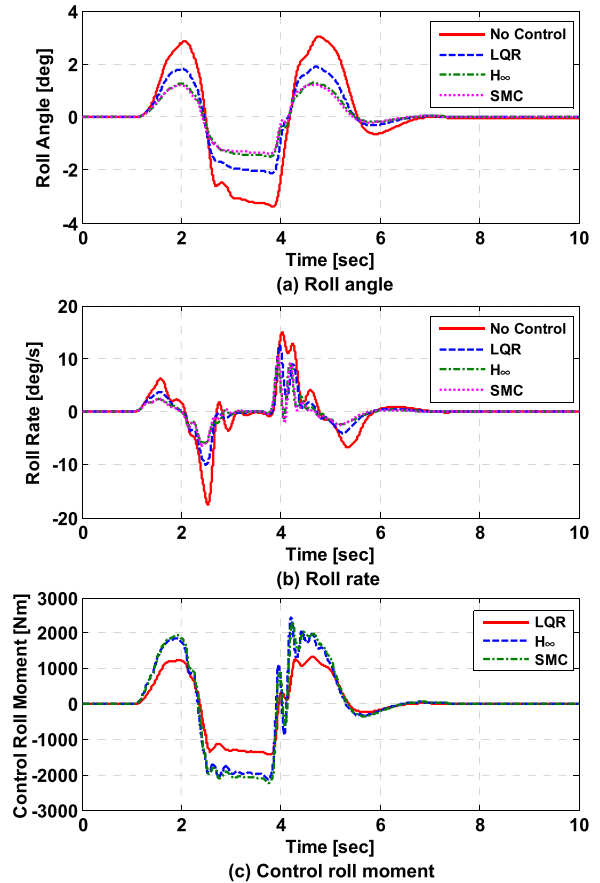 4
2
0
-2
-4
Roll Angle [deg]
No Control
LQR
H∞
SMC
0 2 4 6 8 10
Time [sec]
(a) Roll angle
20
10
0
-10
-20
Roll Rate [deg/s]
No Control
LQR
H∞
SMC
0 2 4 6 8 10
Time [sec]
(b) Roll rate
3000
2000
1000
0
-1000
-2000
-3000
Control Roll Moment [Nm]
LQR
H∞
SMC
0 2 4 6 8 10
Time [sec]
(c) Control roll moment